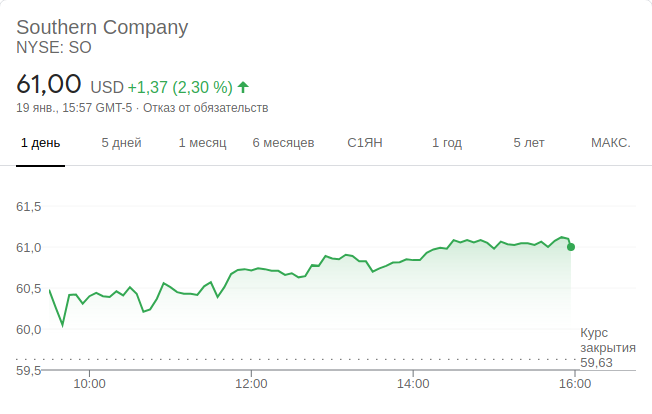 Southern Company
NYSE: SO
61,00 USD +1,37 (2,30 %)
19 янв., 15:57 GMT-5 · Отказ от обязательств
1 день 5 дней 1 месяц 6 месяцев С1ЯН 1 год 5 лет МАКС.
61,5
61,0
60,5
60,0
Курс
закрытия
59,63
59,5
10:00 12:00 14:00 16:00